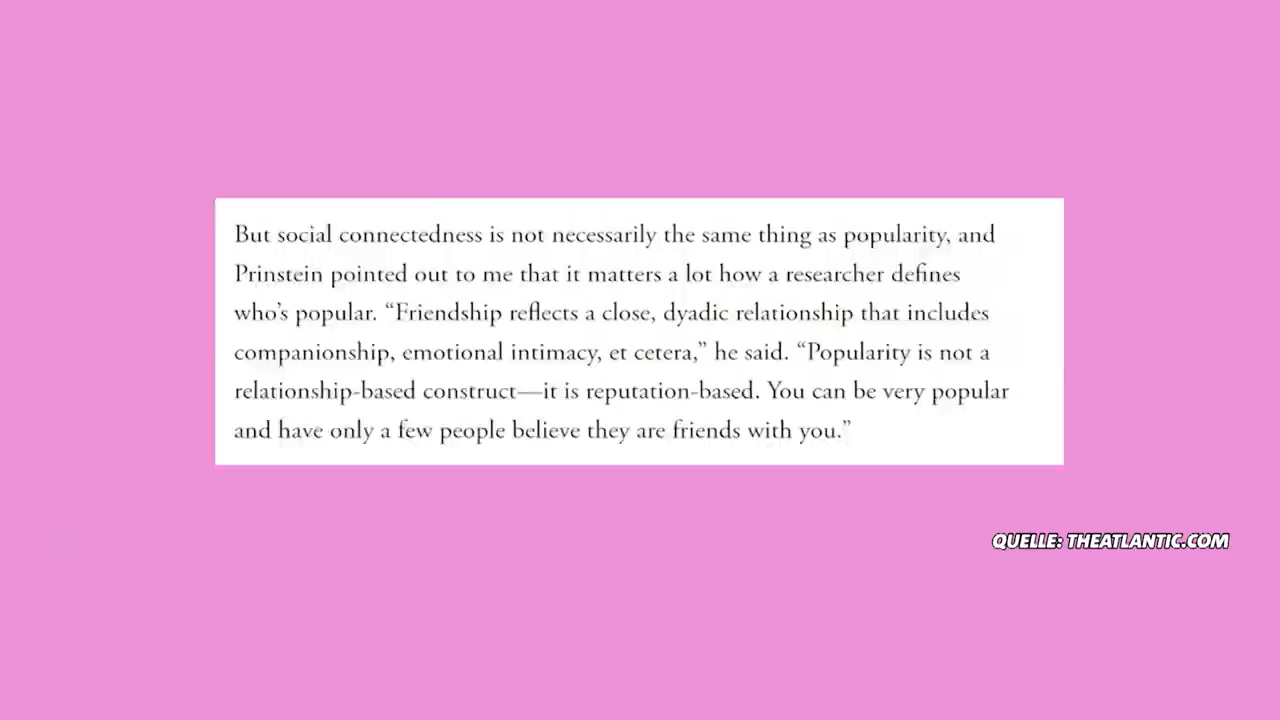 But social connectedness is not necessarily the same thing as popularity, and
Prinstein pointed out to me that it matters a lot how a researcher defines
who’s popular. “Friendship reflects a close, dyadic relationship that includes
companionship, emotional intimacy, et cetera,” he said. “Popularity is not a
relationship-based construct—it is reputation-based. You can be very popular
and have only a few people believe they are friends with you.”
QUELLE: THEATLANTIC.COM